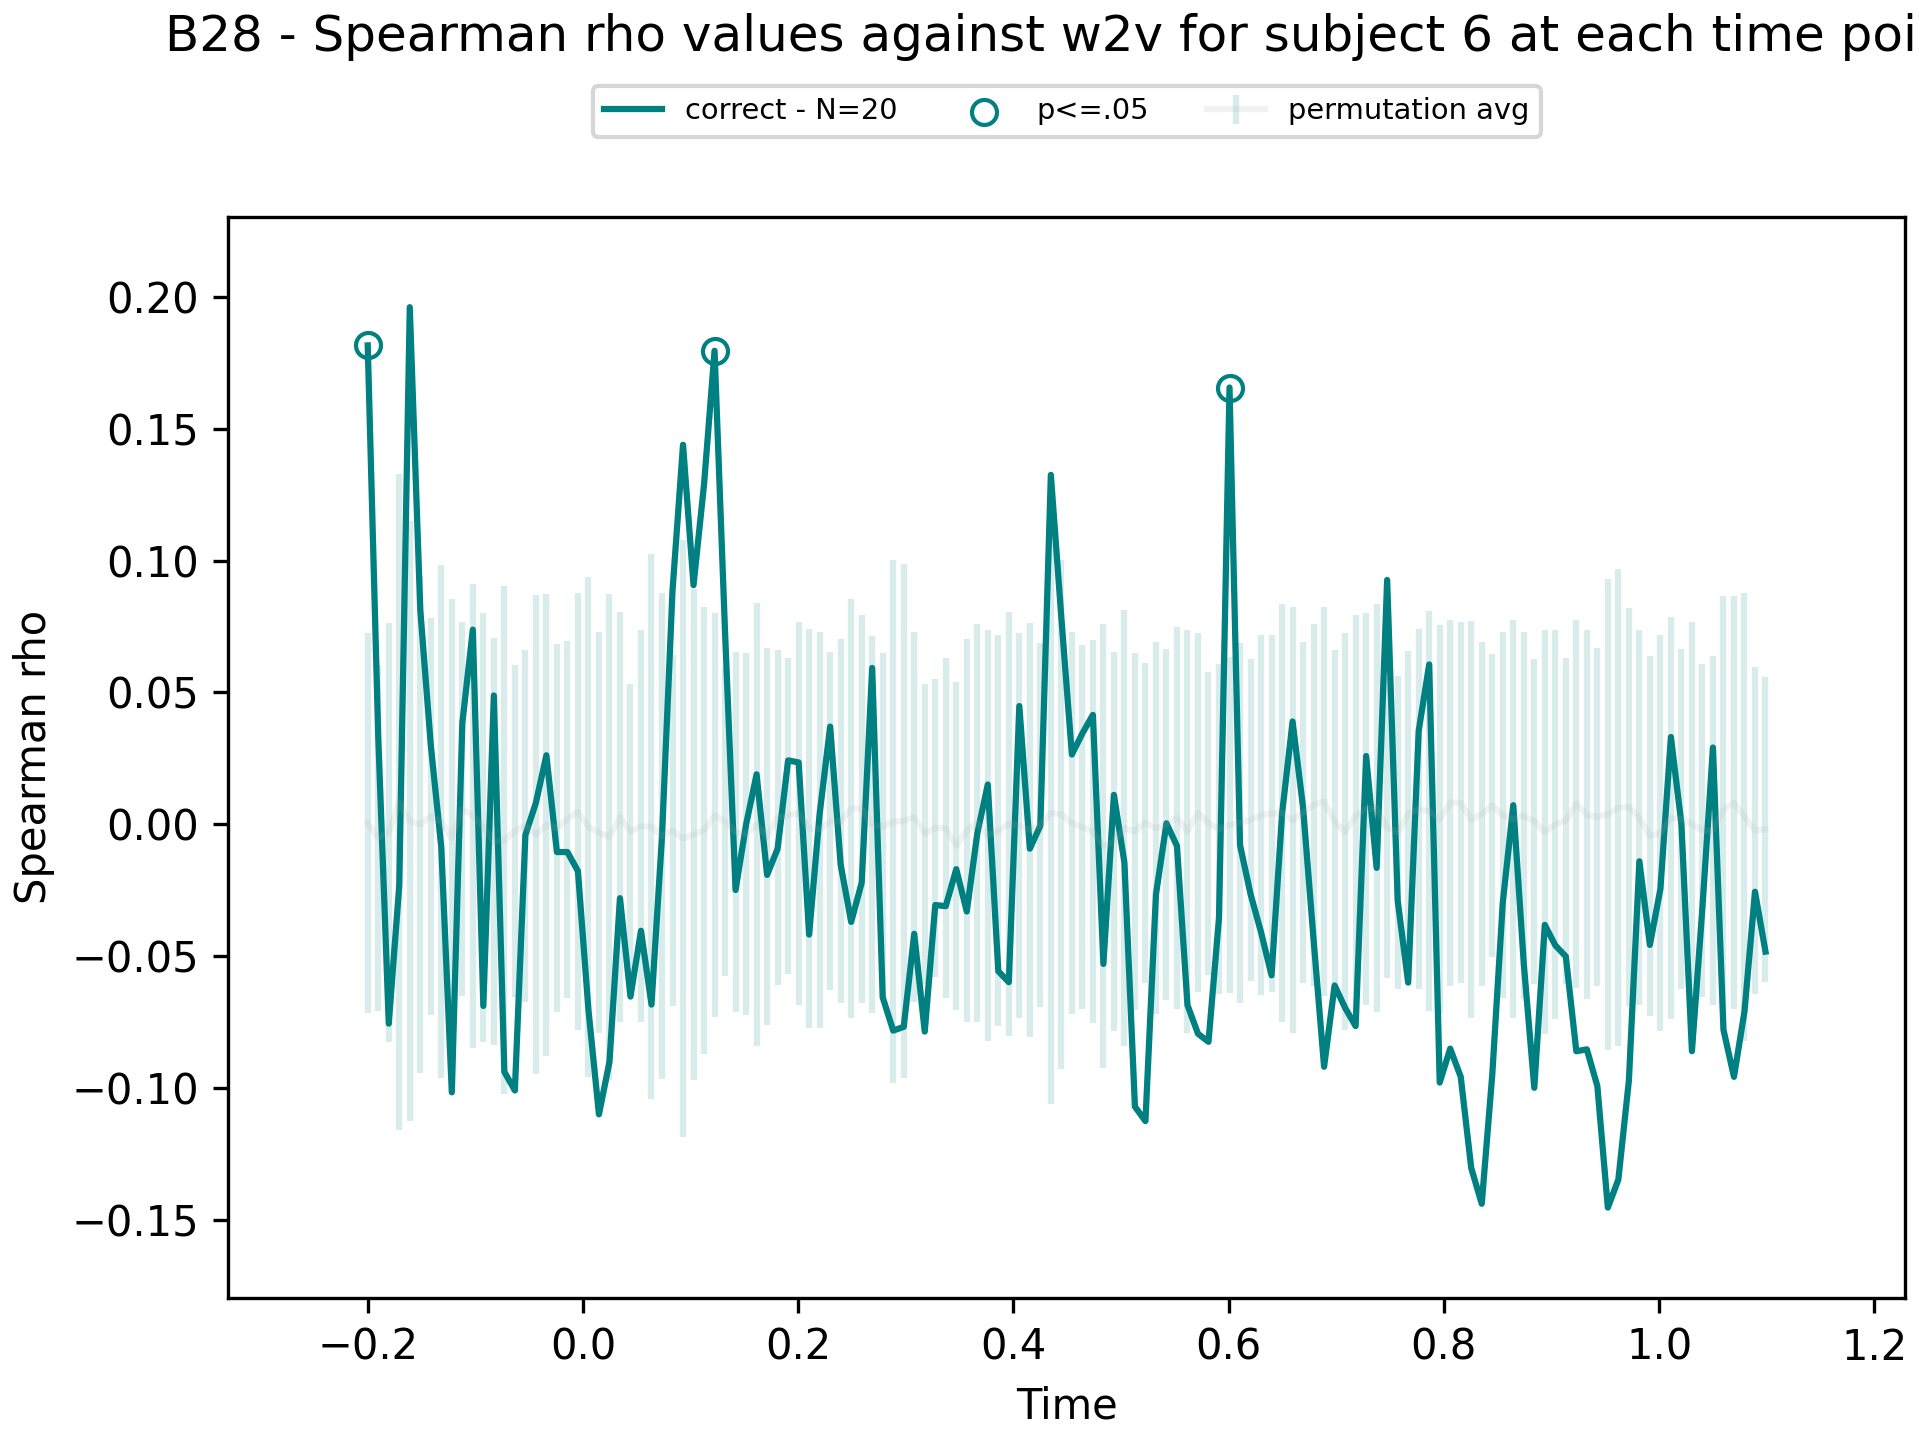 B28 - Spearman rho values against w2v for subject 6 at each time poi
correct - N=20 p<=.05 permutation avg
0.20
0.15
0.10
0.05
0.00
−0.05
−0.10
−0.15
Spearman rho
−0.2 0.0 0.2 0.4 0.6 0.8 1.0 1.2
Time